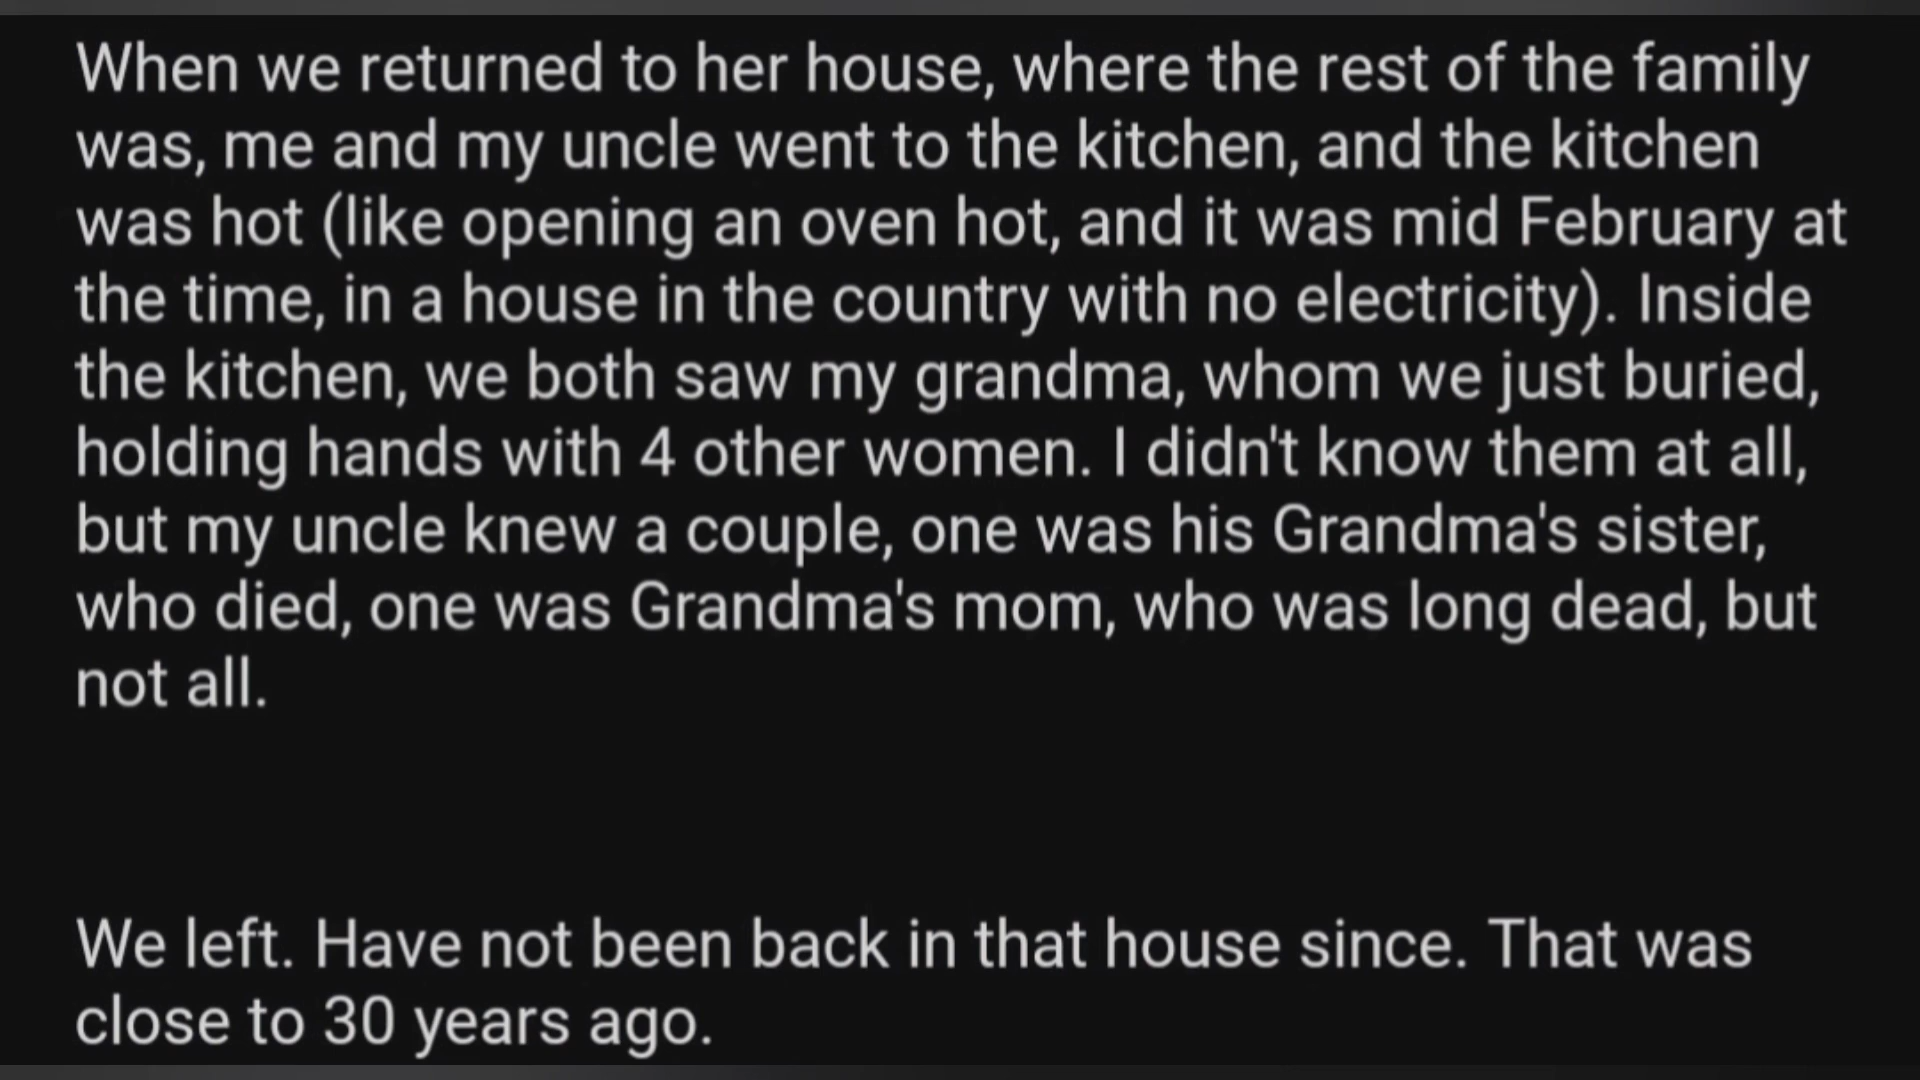 When we returned to her house, where the rest of the family
was, me and my uncle went to the kitchen, and the kitchen
was hot (like opening an oven hot, and it was mid February at
the time, in a house in the country with no electricity). Inside
the kitchen, we both saw my grandma, whom we just buried,
holding hands with 4 other women. I didn't know them at all,
but my uncle knew a couple, one was his Grandma's sister,
who died, one was Grandma's mom, who was long dead, but
not all.
We left. Have not been back in that house since. That was
close to 30 years ago.